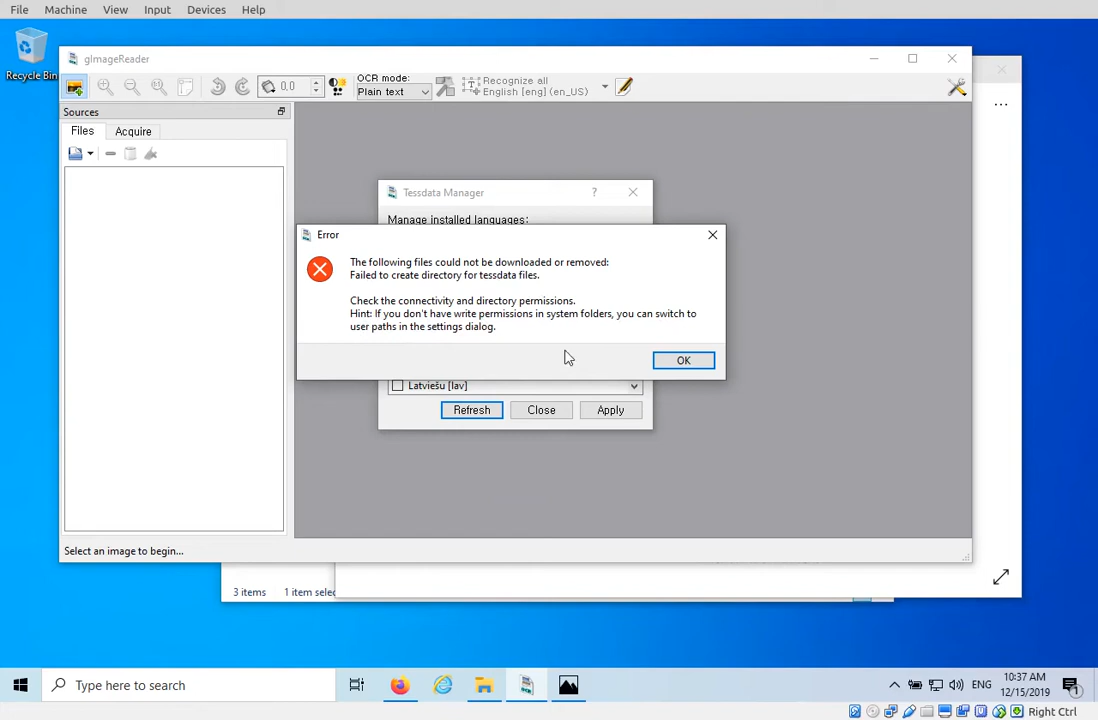 File Machine View Input Devices Help
Recycle Bin
gImageReader
0.0
OCR mode:
Plain text
Recognize all
English [eng] (en_US)
Sources
Files Acquire
Tessdata Manager
?
Manage installed languages:
Error
The following files could not be downloaded or removed:
Failed to create directory for tessdata files.
Check the connectivity and directory permissions.
Hint: If you don't have write permissions in system folders, you can switch to
user paths in the settings dialog.
OK
Latviešu [lav]
Refresh Close Apply
Select an image to begin...
3 items 1 item selec
Type here to search
ENG
10:37 AM
12/15/2019
1
Right Ctrl